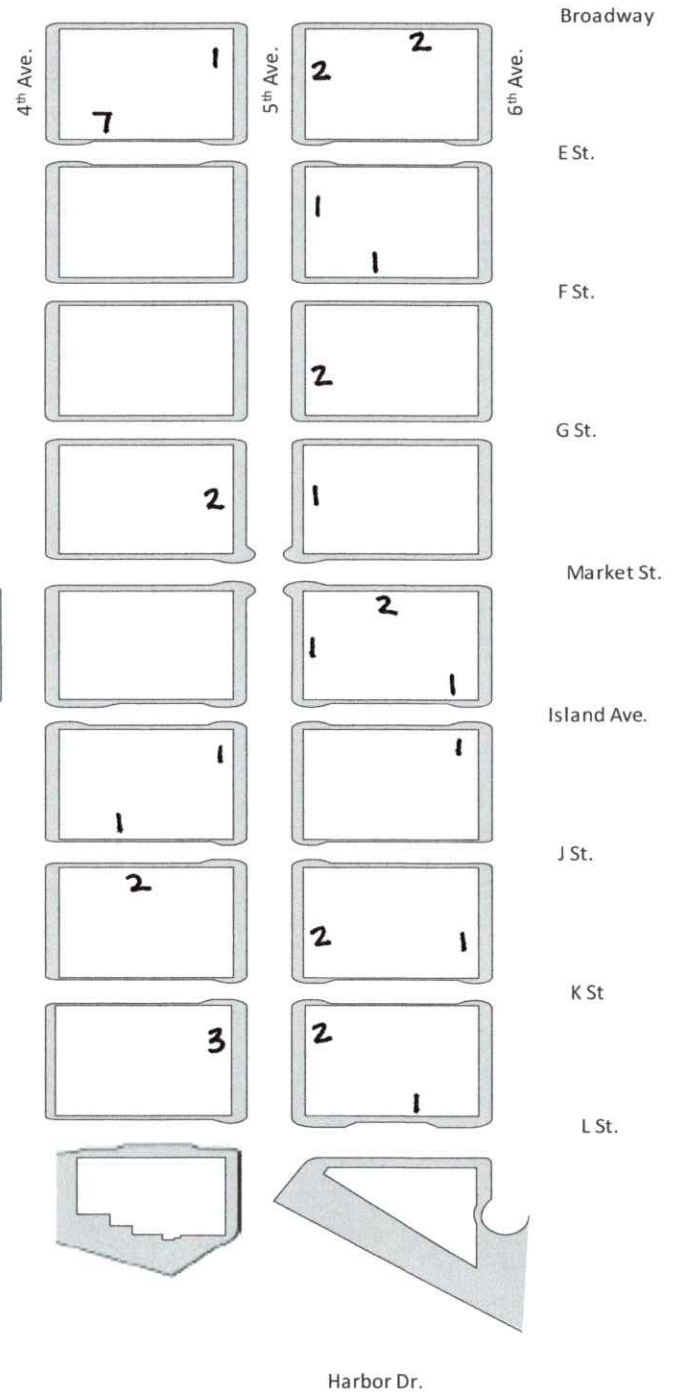 Broadway
4th Ave.
5th Ave.
6th Ave.
1
2
2
7
E St.
1
1
F St.
2
G St.
2
1
Market St.
2
1
1
Island Ave.
1
1
1
J St.
2
2
1
K St
3
2
1
L St.
Harbor Dr.